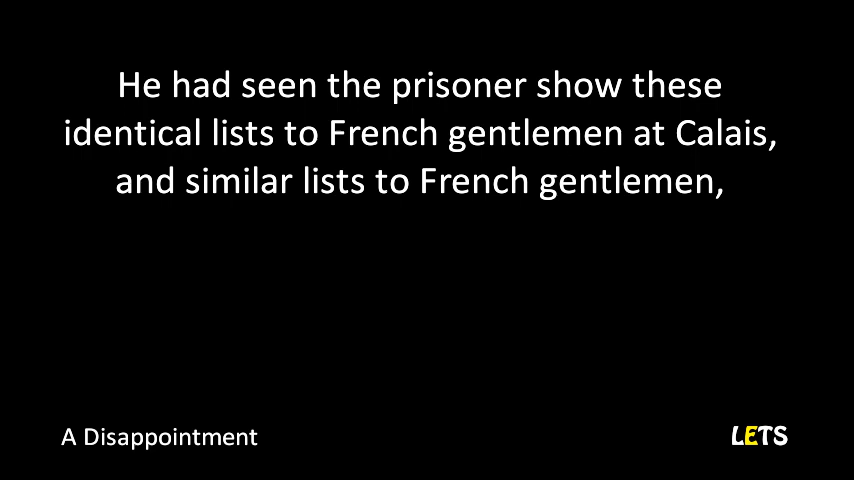 He had seen the prisoner show these
identical lists to French gentlemen at Calais,
and similar lists to French gentlemen,
A Disappointment
LETS